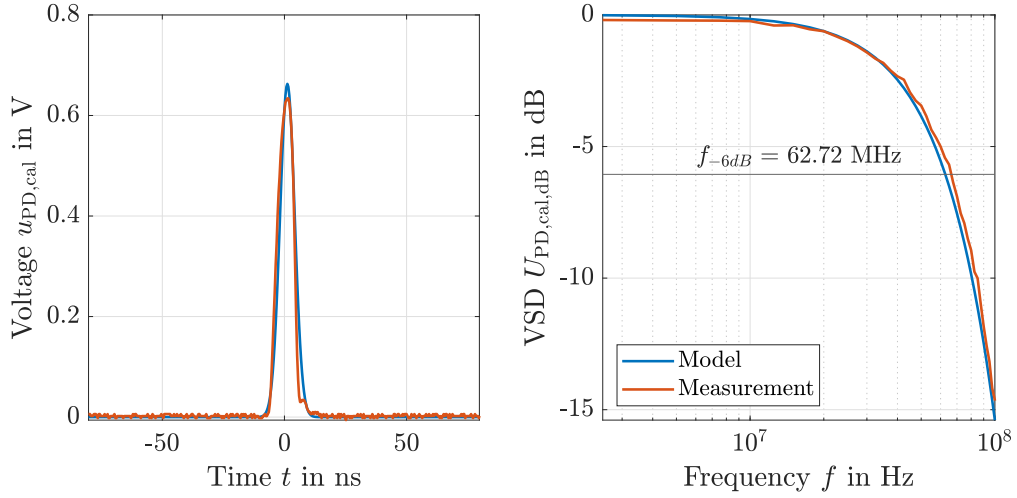 0.8
0.6
0.4
0.2
0
-50
0
50
Time t in ns
Voltage u_PD,cal in V
0
-5
-10
-15
f_−6dB = 62.72 MHz
Model
Measurement
10^7
10^8
Frequency f in Hz
VSD U_PD,cal,dB in dB